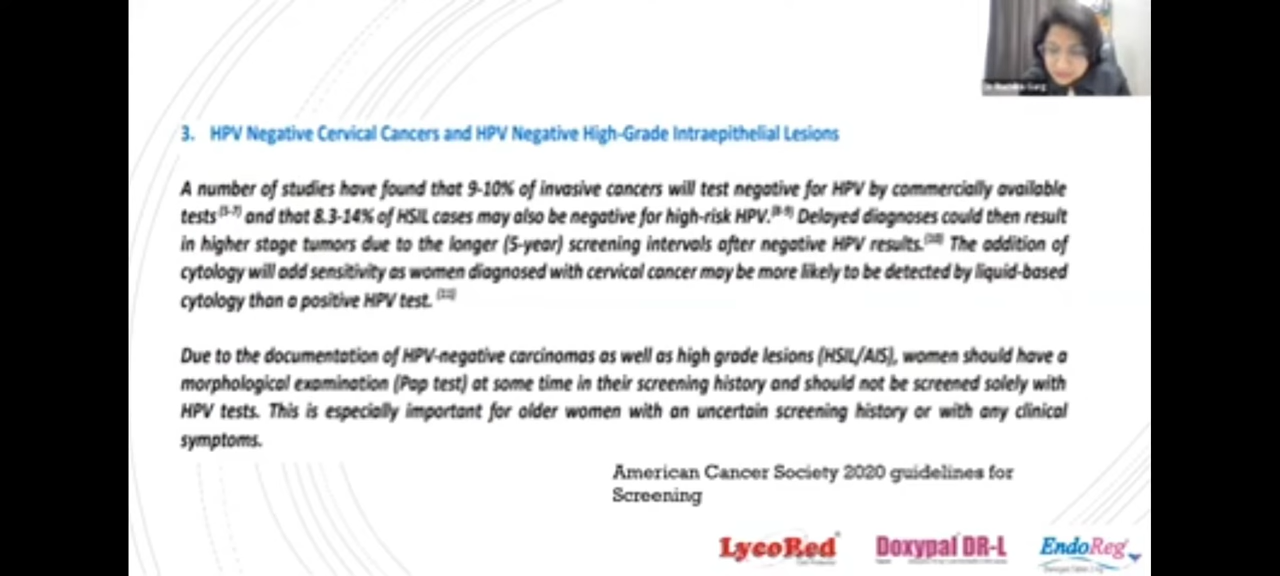 3. HPV Negative Cervical Cancers and HPV Negative High-Grade Intraepithelial Lesions
A number of studies have found that 9-10% of invasive cancers will test negative for HPV by commercially available
tests (5-7) and that 8.3-14% of HSIL cases may also be negative for high-risk HPV. (8-9) Delayed diagnoses could then result
in higher stage tumors due to the longer (5-year) screening intervals after negative HPV results. (10) The addition of
cytology will add sensitivity as women diagnosed with cervical cancer may be more likely to be detected by liquid-based
cytology than a positive HPV test. (11)
Due to the documentation of HPV-negative carcinomas as well as high grade lesions (HSIL/AIS), women should have a
morphological examination (Pap test) at some time in their screening history and should not be screened solely with
HPV tests. This is especially important for older women with an uncertain screening history or with any clinical
symptoms.
American Cancer Society 2020 guidelines for
Screening
LycoRed
Doxypal DR-L
EndoReg